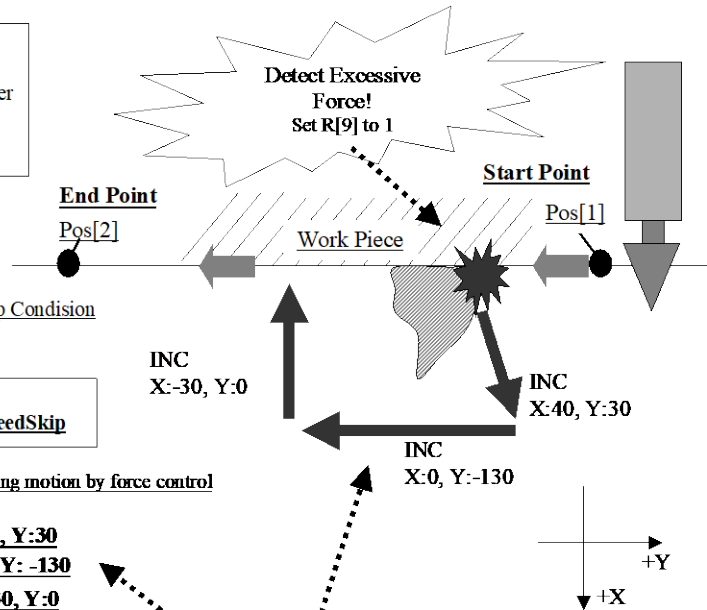 Detect Excessive
Force!
Set R[9] to 1
Start Point
Pos[1]
End Point
Pos[2]
Work Piece
Condision
INC
X:-30, Y:0
INC
X:40, Y:30
INC
X:0, Y:-130
eedSkip
ng motion by force control
, Y:30
Y: -130
0, Y:0
+Y
+X